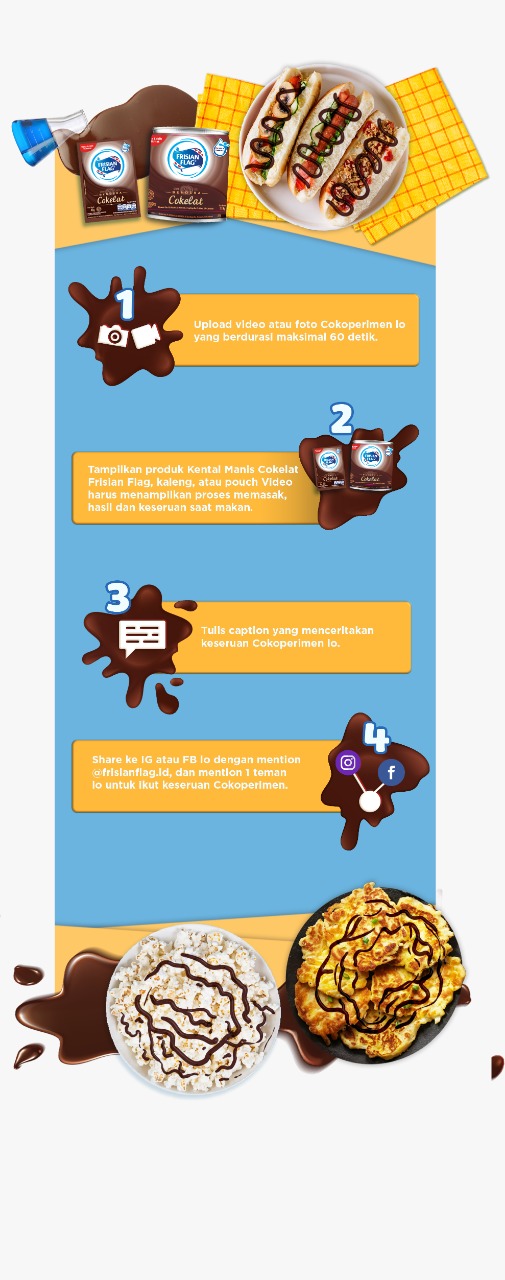 FRISIAN
FLAG
Cokelat
FRISIAN
FLAG
Cokelat
1
Upload video atau foto Cokoperimen lo
yang berdurasi maksimal 60 detik.
2
Tampilkan produk Kental Manis Cokelat
Frisian Flag, kaleng, atau pouch Video
harus menampilkan proses memasak,
hasil dan keseruan saat makan.
3
Tulis caption yang menceritakan
keseruan Cokoperimen lo.
4
Share ke IG atau FB lo dengan mention
@frisianflag.id, dan mention 1 teman
lo untuk ikut keseruan Cokoperimen.
f